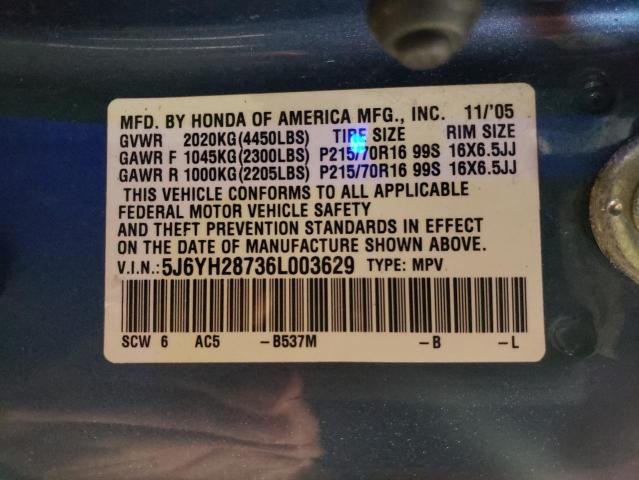 MFD. BY HONDA OF AMERICA MFG., INC. 11/'05
GVWR 2020KG(4450LBS) TIRE SIZE RIM SIZE
GAWR F 1045KG(2300LBS) P215/70R16 99S 16X6.5JJ
GAWR R 1000KG(2205LBS) P215/70R16 99S 16X6.5JJ
THIS VEHICLE CONFORMS TO ALL APPLICABLE
FEDERAL MOTOR VEHICLE SAFETY
AND THEFT PREVENTION STANDARDS IN EFFECT
ON THE DATE OF MANUFACTURE SHOWN ABOVE.
V.I.N.: 5J6YH28736L003629 TYPE: MPV
SCW 6 AC5 -B537M -B -L